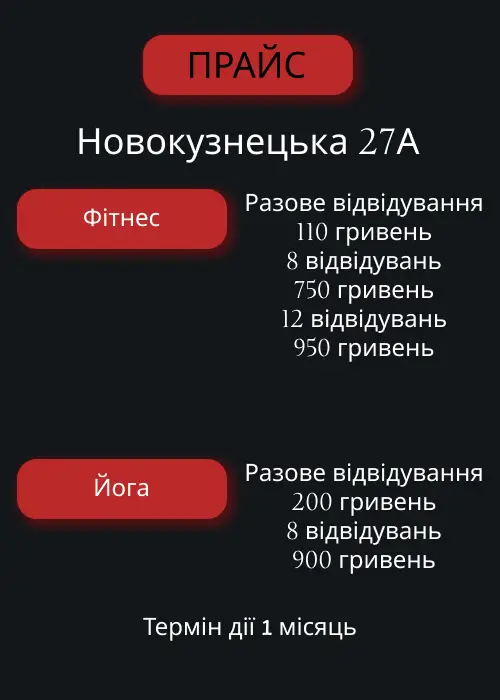 ПРАЙС
Новокузнецька 27А
Фітнес
Разове відвідування
110 гривень
8 відвідувань
750 гривень
12 відвідувань
950 гривень
Йога
Разове відвідування
200 гривень
8 відвідувань
900 гривень
Термін дії 1 місяць